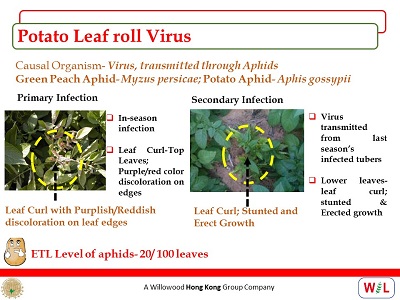 Potato Leaf roll Virus
Causal Organism- Virus, transmitted through Aphids
Green Peach Aphid- Myzus persicae; Potato Aphid- Aphis gossypii
Primary Infection
In-season
infection
Leaf Curl-Top
Leaves;
Purple/red color
discoloration on
edges
Leaf Curl with Purplish/Reddish
discoloration on leaf edges
Secondary Infection
Virus
transmitted
from last
season's
infected tubers
Lower leaves-
leaf curl;
stunted &
Erected growth
Leaf Curl; Stunted and
Erect Growth
ETL Level of aphids- 20/ 100 leaves
A Willowood Hong Kong Group Company
WIL